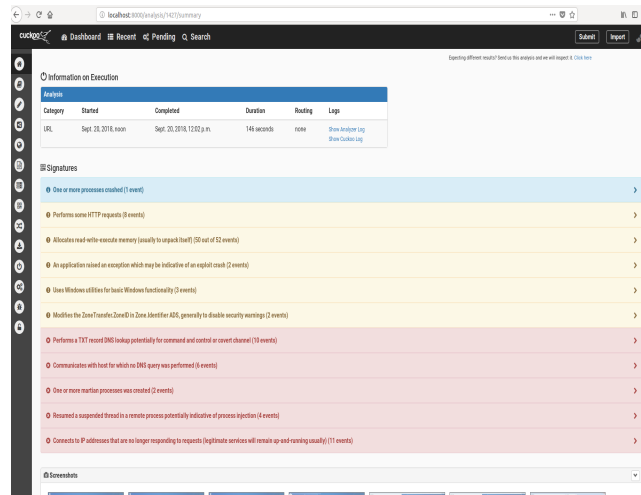 localhost:8000/analysis/1427/summary
cuckoo Dashboard Recent Pending Search Submit Import
Expecting different results? Send us this analysis and we will inspect it. Click here
Information on Execution
Analysis
Category Started Completed Duration Routing Logs
URL Sept. 20, 2018, noon Sept. 20, 2018, 12:02 p.m. 146 seconds none Show Analyzer Log
Show Cuckoo Log
Signatures
One or more processes crashed (1 event)
Performs some HTTP requests (8 events)
Allocates read-write-execute memory (usually to unpack itself) (50 out of 52 events)
An application raised an exception which may be indicative of an exploit crash (2 events)
Uses Windows utilities for basic Windows functionality (3 events)
Modifies the ZoneTransfer.ZoneID in Zone.Identifier ADS, generally to disable security warnings (2 events)
Performs a TXT record DNS lookup potentially for command and control or covert channel (10 events)
Communicates with host for which no DNS query was performed (6 events)
One or more martian processes was created (2 events)
Resumed a suspended thread in a remote process potentially indicative of process injection (4 events)
Connects to IP addresses that are no longer responding to requests (legitimate services will remain up-and-running usually) (11 events)
Screenshots